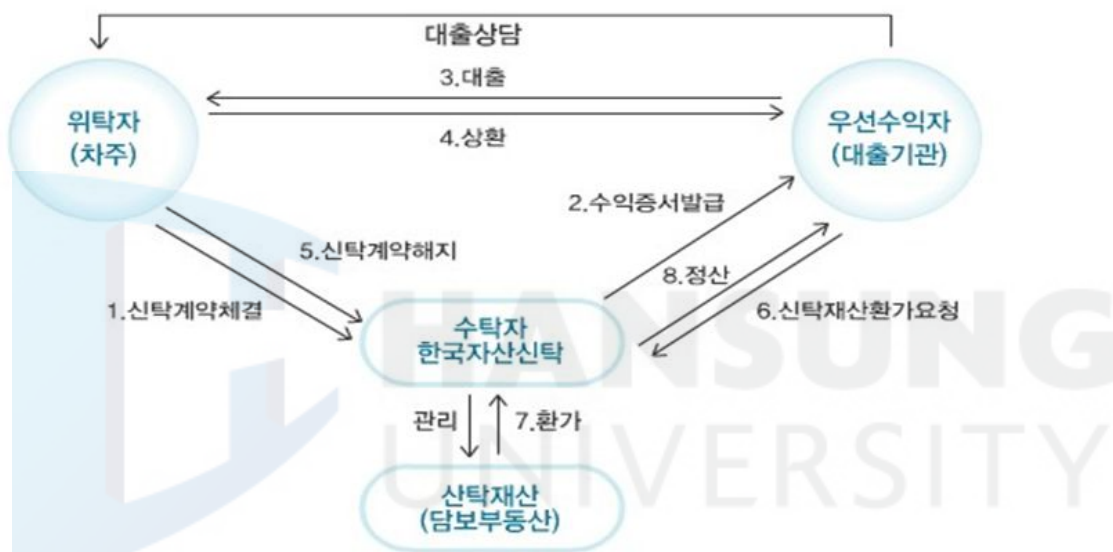 대출상담
3.대출
위탁자
(차주)
우선수익자
(대출기관)
4.상환
2.수익증서발급
5.신탁계약해지
8.정산
1.신탁계약체결
6.신탁재산환가요청
수탁자
한국자산신탁
HANSUNG
관리
7.환가
UNIVERSITY
산탁재산
(담보부동산)